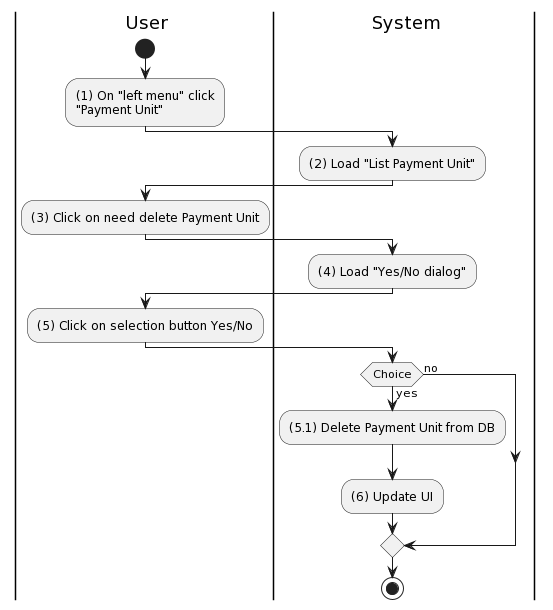 User
System
(1) On "left menu" click
"Payment Unit"
(2) Load "List Payment Unit"
(3) Click on need delete Payment Unit
(4) Load "Yes/No dialog"
(5) Click on selection button Yes/No
Choice
no
yes
(5.1) Delete Payment Unit from DB
(6) Update UI